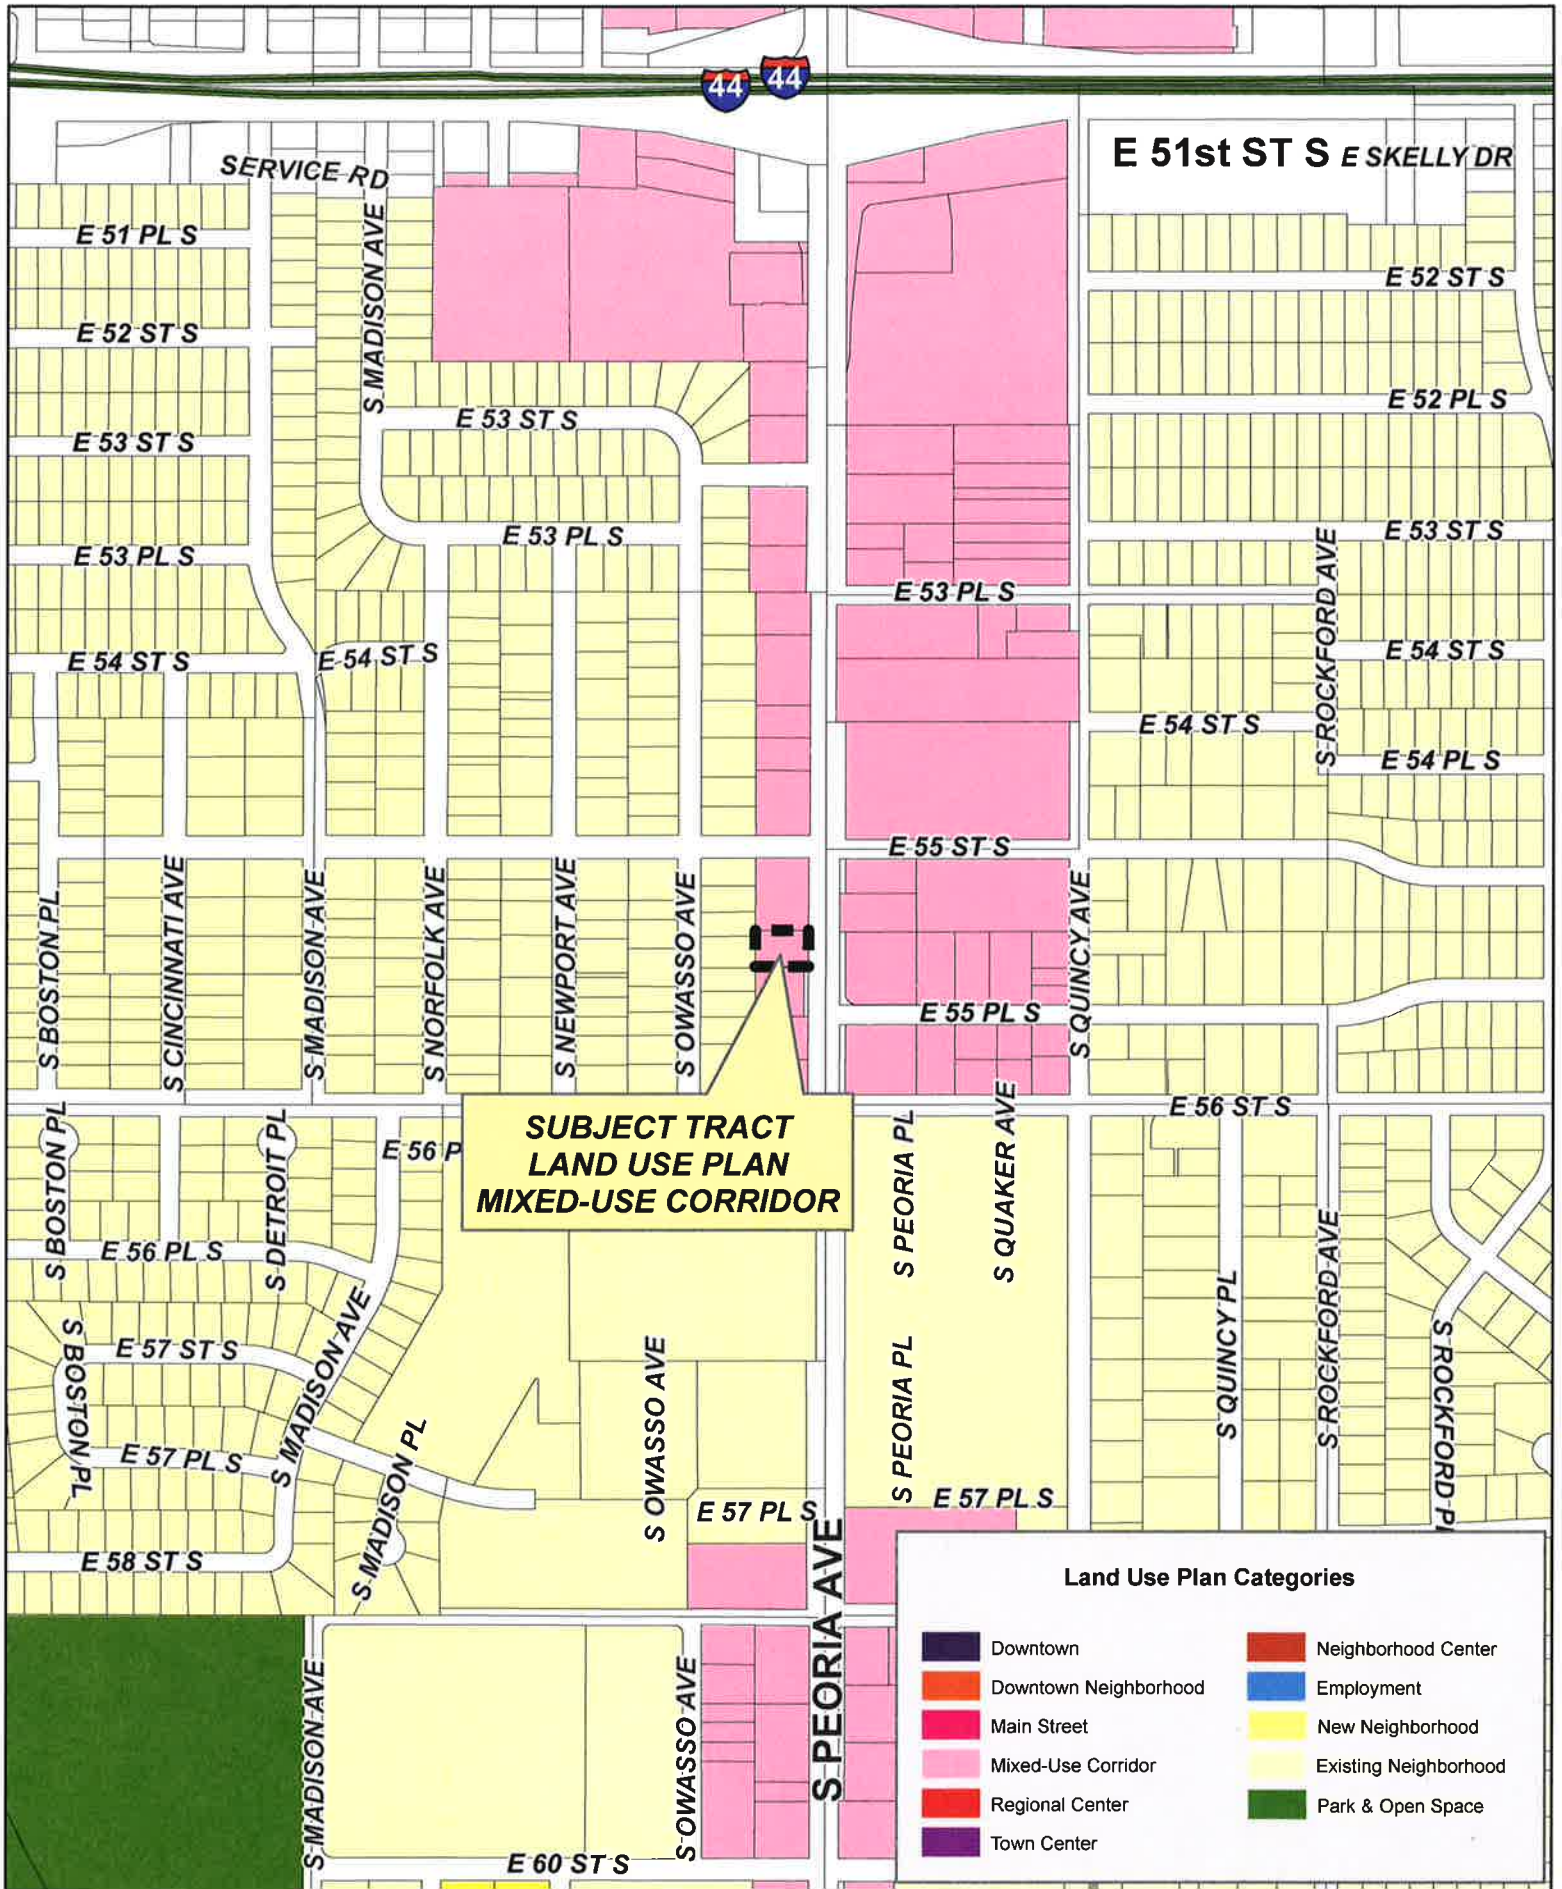 44
44
E 51st ST S
E SKELLY DR
SERVICE RD
E 51 PL S
S MADISON AVE
E 52 ST S
E 52 ST S
E 52 PL S
E 53 ST S
E 53 ST S
E 53 PL S
E 53 ST S
E 53 PL S
E 53 PL S
S ROCKFORD AVE
E 54 ST S
E 54 ST S
E 54 ST S
E 54 ST S
E 54 PL S
E 55 ST S
S BOSTON PL
S CINCINNATI AVE
S MADISON AVE
S NORFOLK AVE
S NEWPORT AVE
S OWASSO AVE
S QUINCY AVE
E 55 PL S
E 56 ST S
S BOSTON PL
S DETROIT PL
E 56 P
SUBJECT TRACT
LAND USE PLAN
MIXED-USE CORRIDOR
S PEORIA PL
S QUAKER AVE
E 56 PL S
S QUINCY PL
S ROCKFORD AVE
S ROCKFORD PL
E 57 ST S
S BOSTON PL
S MADISON AVE
S OWASSO AVE
S PEORIA PL
E 57 PL S
S MADISON PL
E 57 PL S
E 57 PL S
E 58 ST S
S PEORIA AVE
S MADISON AVE
S OWASSO AVE
E 60 ST S
Land Use Plan Categories
Downtown
Downtown Neighborhood
Main Street
Mixed-Use Corridor
Regional Center
Town Center
Neighborhood Center
Employment
New Neighborhood
Existing Neighborhood
Park & Open Space